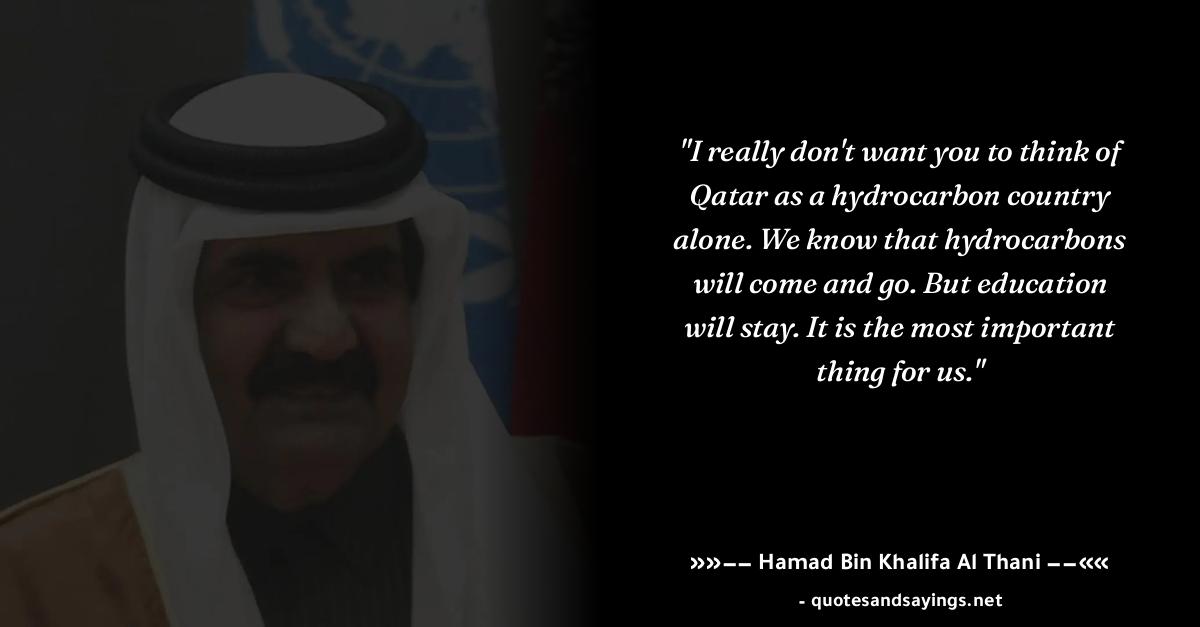 "I really don't want you to think of
Qatar as a hydrocarbon country
alone. We know that hydrocarbons
will come and go. But education
will stay. It is the most important
thing for us."
»»−− Hamad Bin Khalifa Al Thani −−««
- quotesandsayings.net